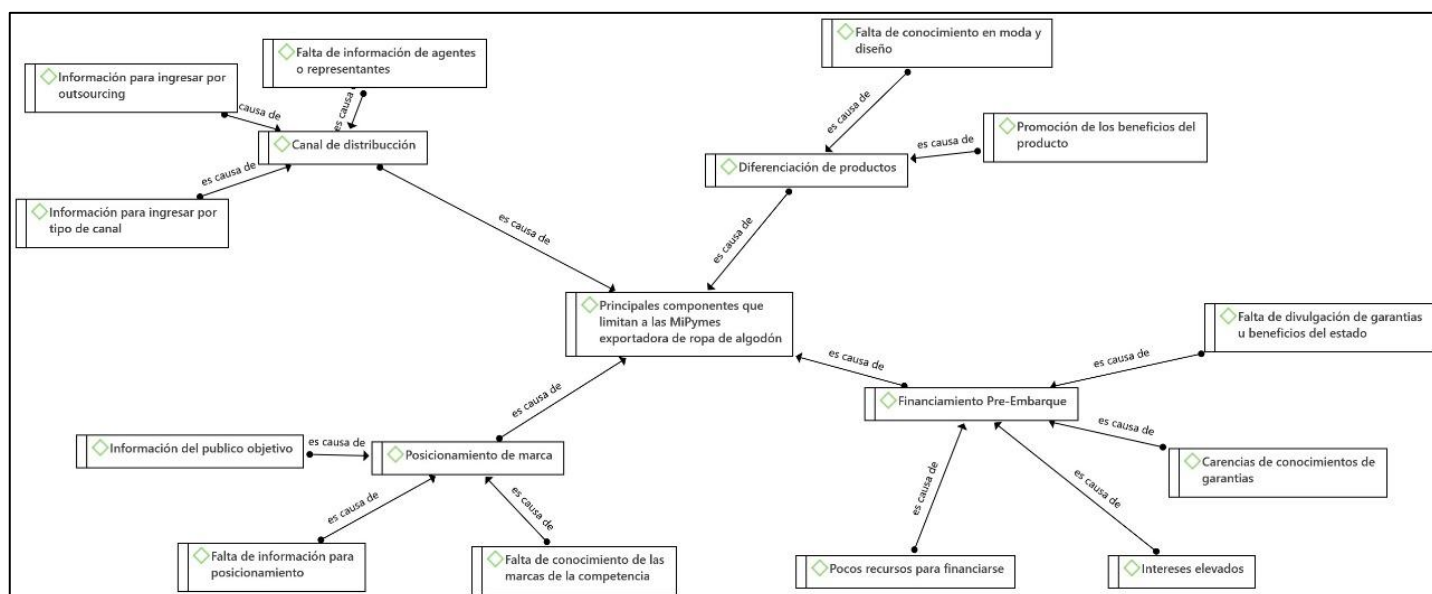 Falta de información de agentes
o representantes
Falta de conocimiento en moda y
diseño
Información para ingresar por
outsourcing
causa de
es causa
Canal de distribucción
es causa de
Información para ingresar por
tipo de canal
es causa de
Promoción de los beneficios del
producto
es causa de
Diferenciación de productos
es causa de
es causa de
Principales componentes que
limitan a las MiPymes
exportadora de ropa de algodón
Falta de divulgación de garantias
u beneficios del estado
es causa de
es causa de
Financiamiento Pre-Embarque
es causa de
Información del publico objetivo
es causa de
Posicionamiento de marca
es causa de
Carencias de conocimientos de
garantias
es causa de
es causa de
es causa de
es causa de
Falta de información para
posicionamiento
Falta de conocimiento de las
marcas de la competencia
Pocos recursos para financiarse
Intereses elevados